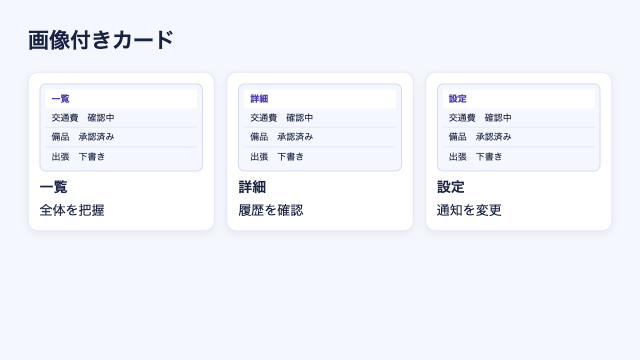 画像付きカード
一覧
交通費 確認中
備品 承認済み
出張 下書き
一覧
全体を把握
詳細
交通費 確認中
備品 承認済み
出張 下書き
詳細
履歴を確認
設定
交通費 確認中
備品 承認済み
出張 下書き
設定
通知を変更